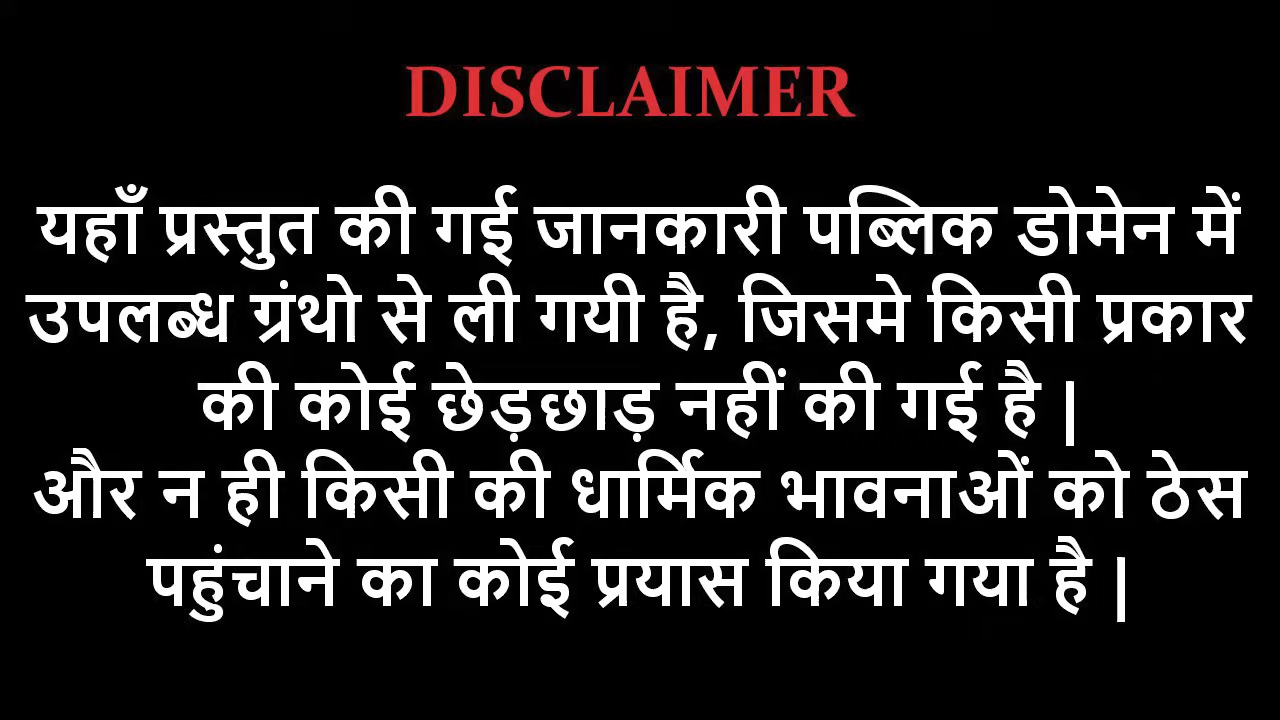 DISCLAIMER
यहाँ प्रस्तुत की गई जानकारी पब्लिक डोमेन में
उपलब्ध ग्रंथो से ली गयी है, जिसमे किसी प्रकार
की कोई छेड़छाड़ नहीं की गई है |
और न ही किसी की धार्मिक भावनाओं को ठेस
पहुंचाने का कोई प्रयास किया गया है |